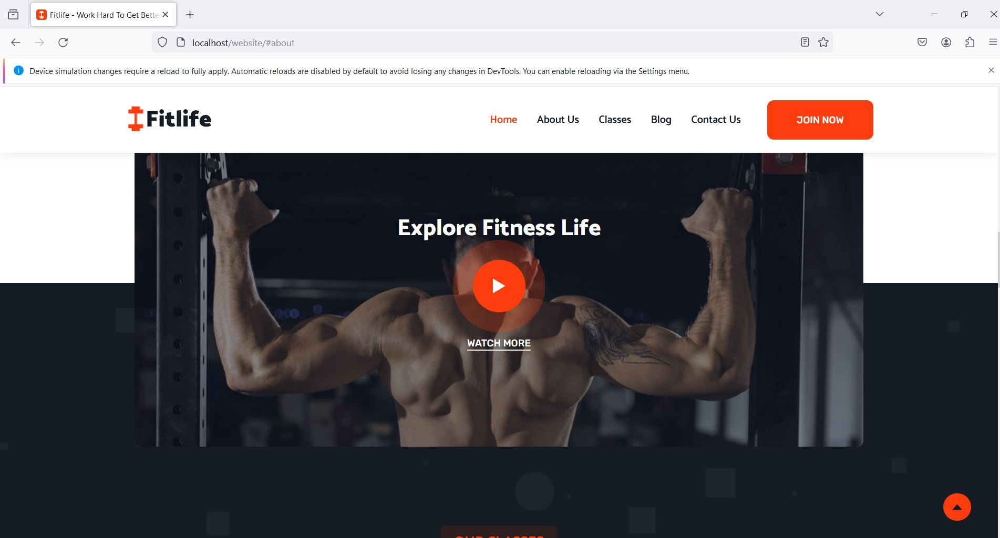 Fitlife - Work Hard To Get Bette
localhost/website/#about
Device simulation changes require a reload to fully apply. Automatic reloads are disabled by default to avoid losing any changes in DevTools. You can enable reloading via the Settings menu.
Fitlife
Home
About Us
Classes
Blog
Contact Us
JOIN NOW
Explore Fitness Life
WATCH MORE
OUR CLASSES